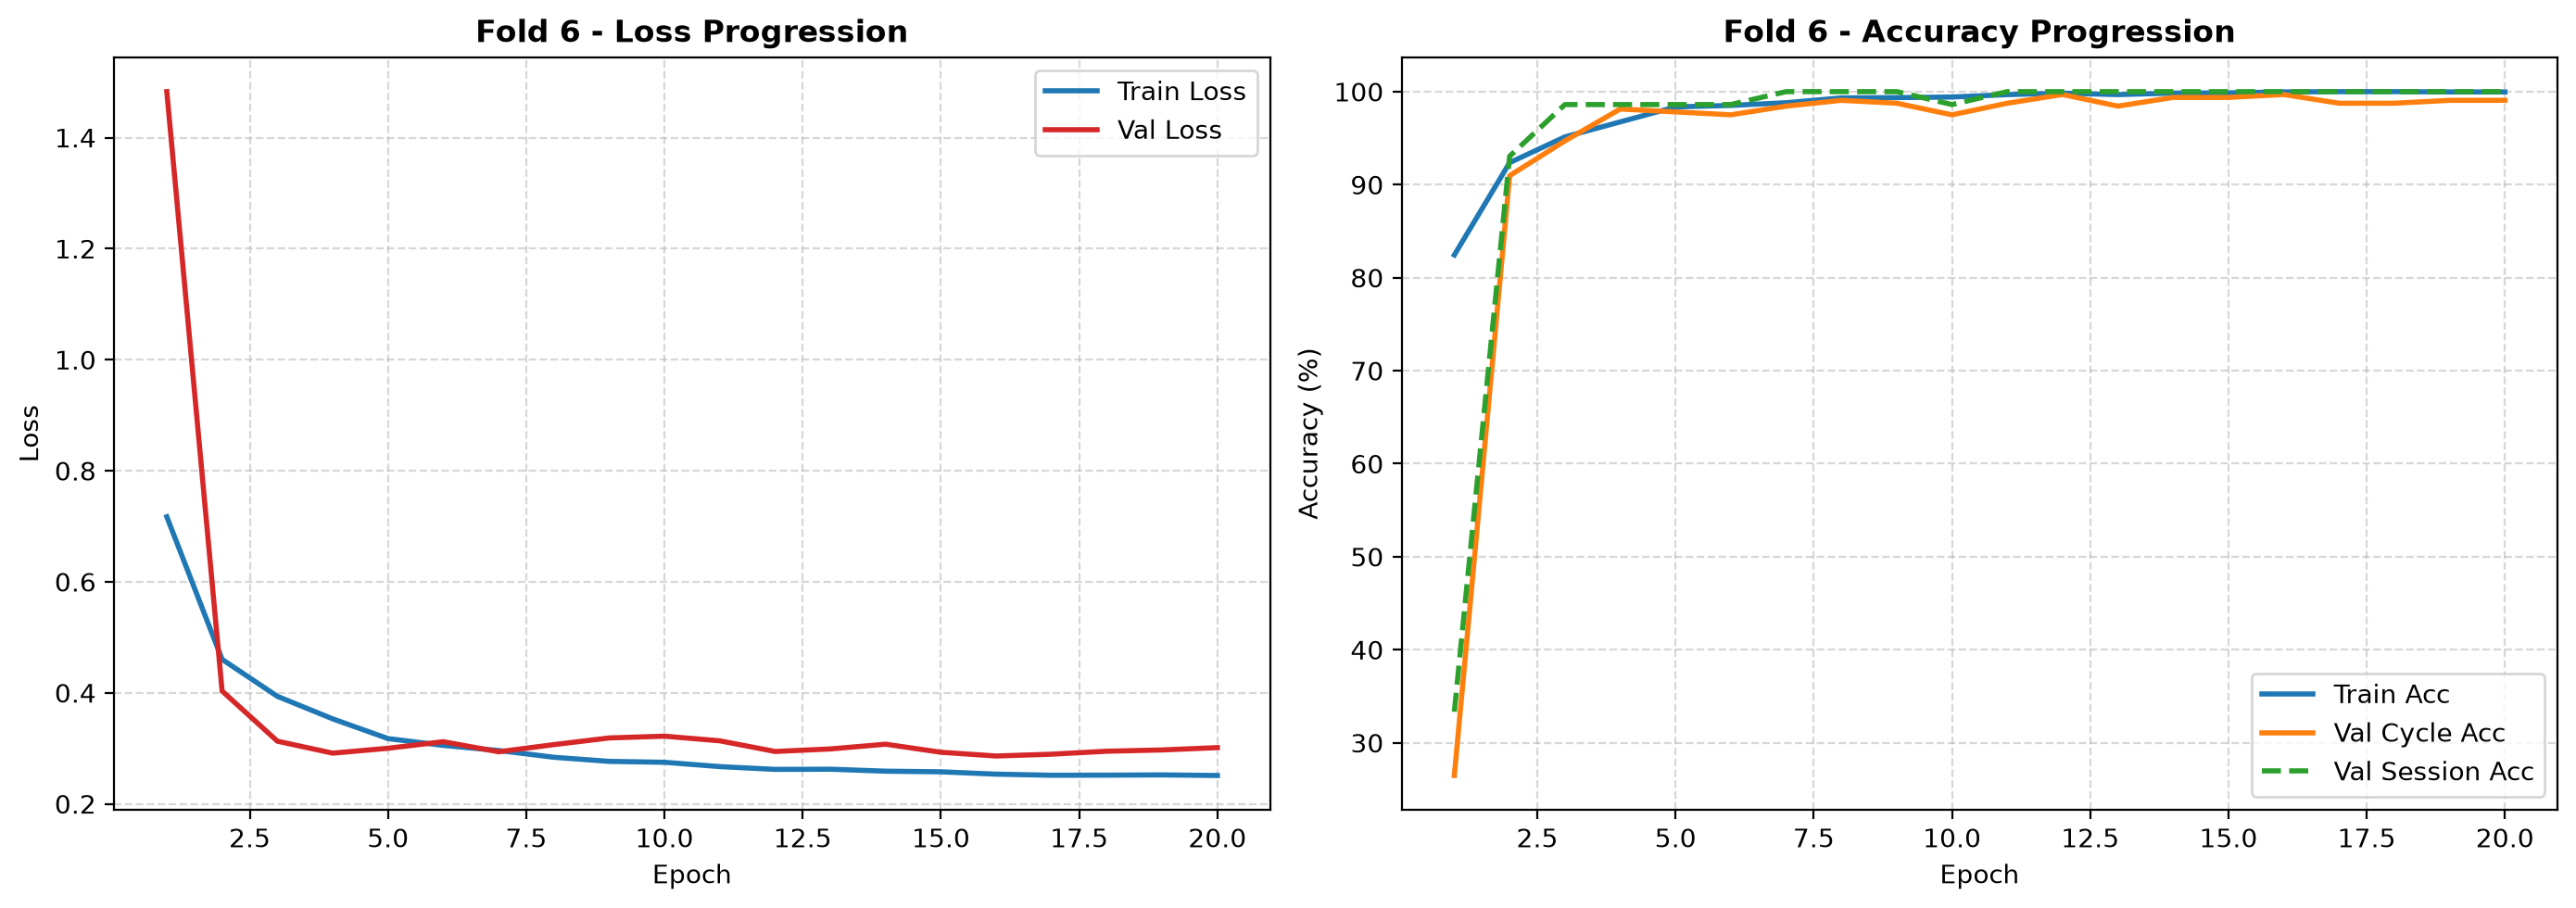 Fold 6 - Loss Progression
Train Loss
Val Loss
1.4
1.2
1.0
0.8
0.6
0.4
0.2
Loss
2.5 5.0 7.5 10.0 12.5 15.0 17.5 20.0
Epoch
Fold 6 - Accuracy Progression
100
90
80
70
60
50
40
30
Accuracy (%)
Train Acc
Val Cycle Acc
Val Session Acc
2.5 5.0 7.5 10.0 12.5 15.0 17.5 20.0
Epoch